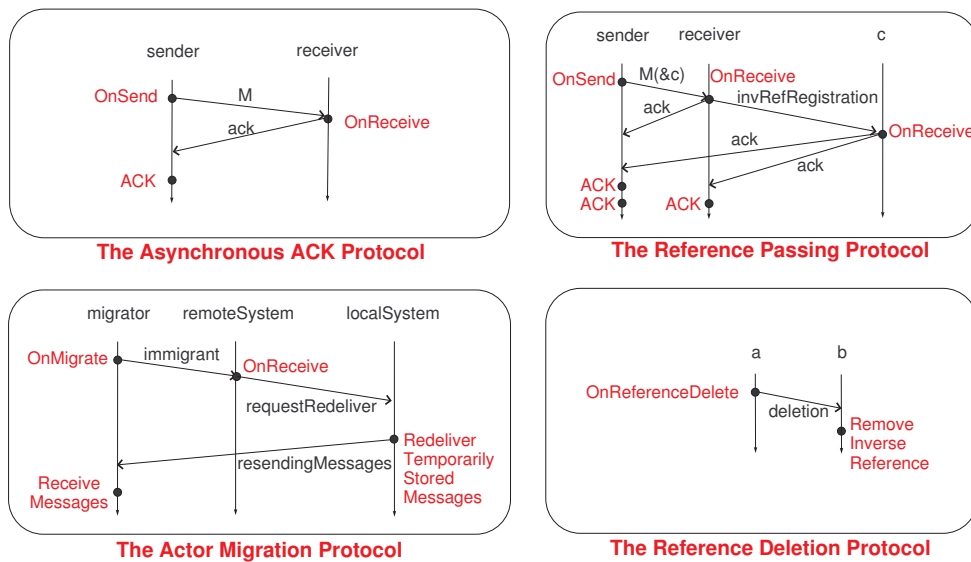 sender
receiver
OnSend
M
OnReceive
ack
ACK
The Asynchronous ACK Protocol
sender
receiver
c
OnSend
M(&c)
OnReceive
invRefRegistration
ack
OnReceive
ack
ack
ACK
ACK
ACK
The Reference Passing Protocol
migrator
remoteSystem
localSystem
OnMigrate
immigrant
OnReceive
requestRedeliver
resendingMessages
Redeliver
Temporarily
Stored
Messages
Receive
Messages
The Actor Migration Protocol
a
b
OnReferenceDelete
deletion
Remove
Inverse
Reference
The Reference Deletion Protocol